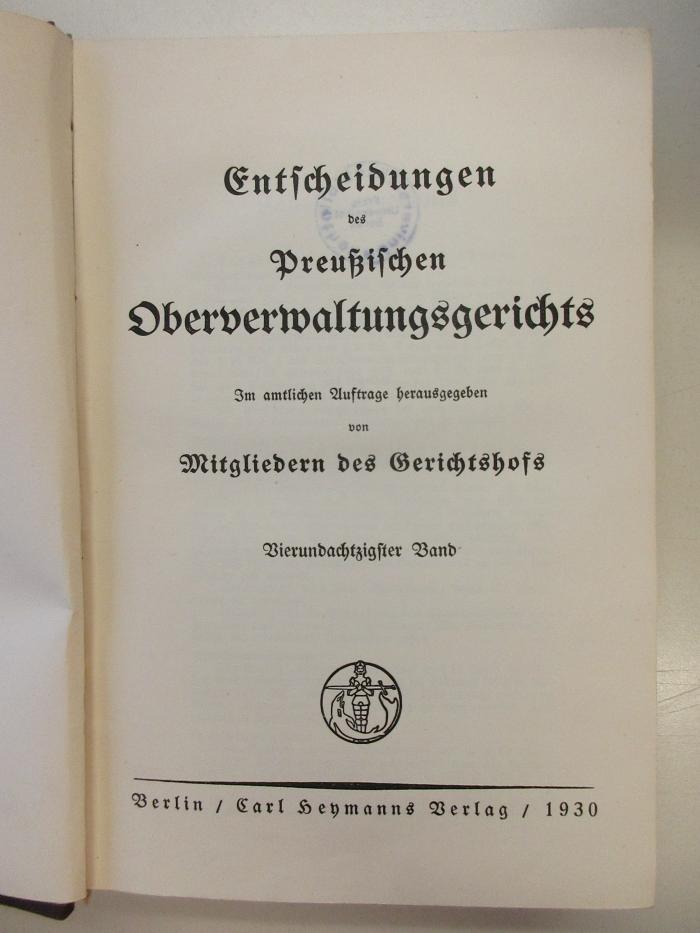 Entscheidungen
des
Preußischen
Oberverwaltungsgerichts
Im amtlichen Auftrage herausgegeben
von
Mitgliedern des Gerichtshofs
Vierundachtzigster Band
Berlin / Carl Heymanns Verlag / 1930